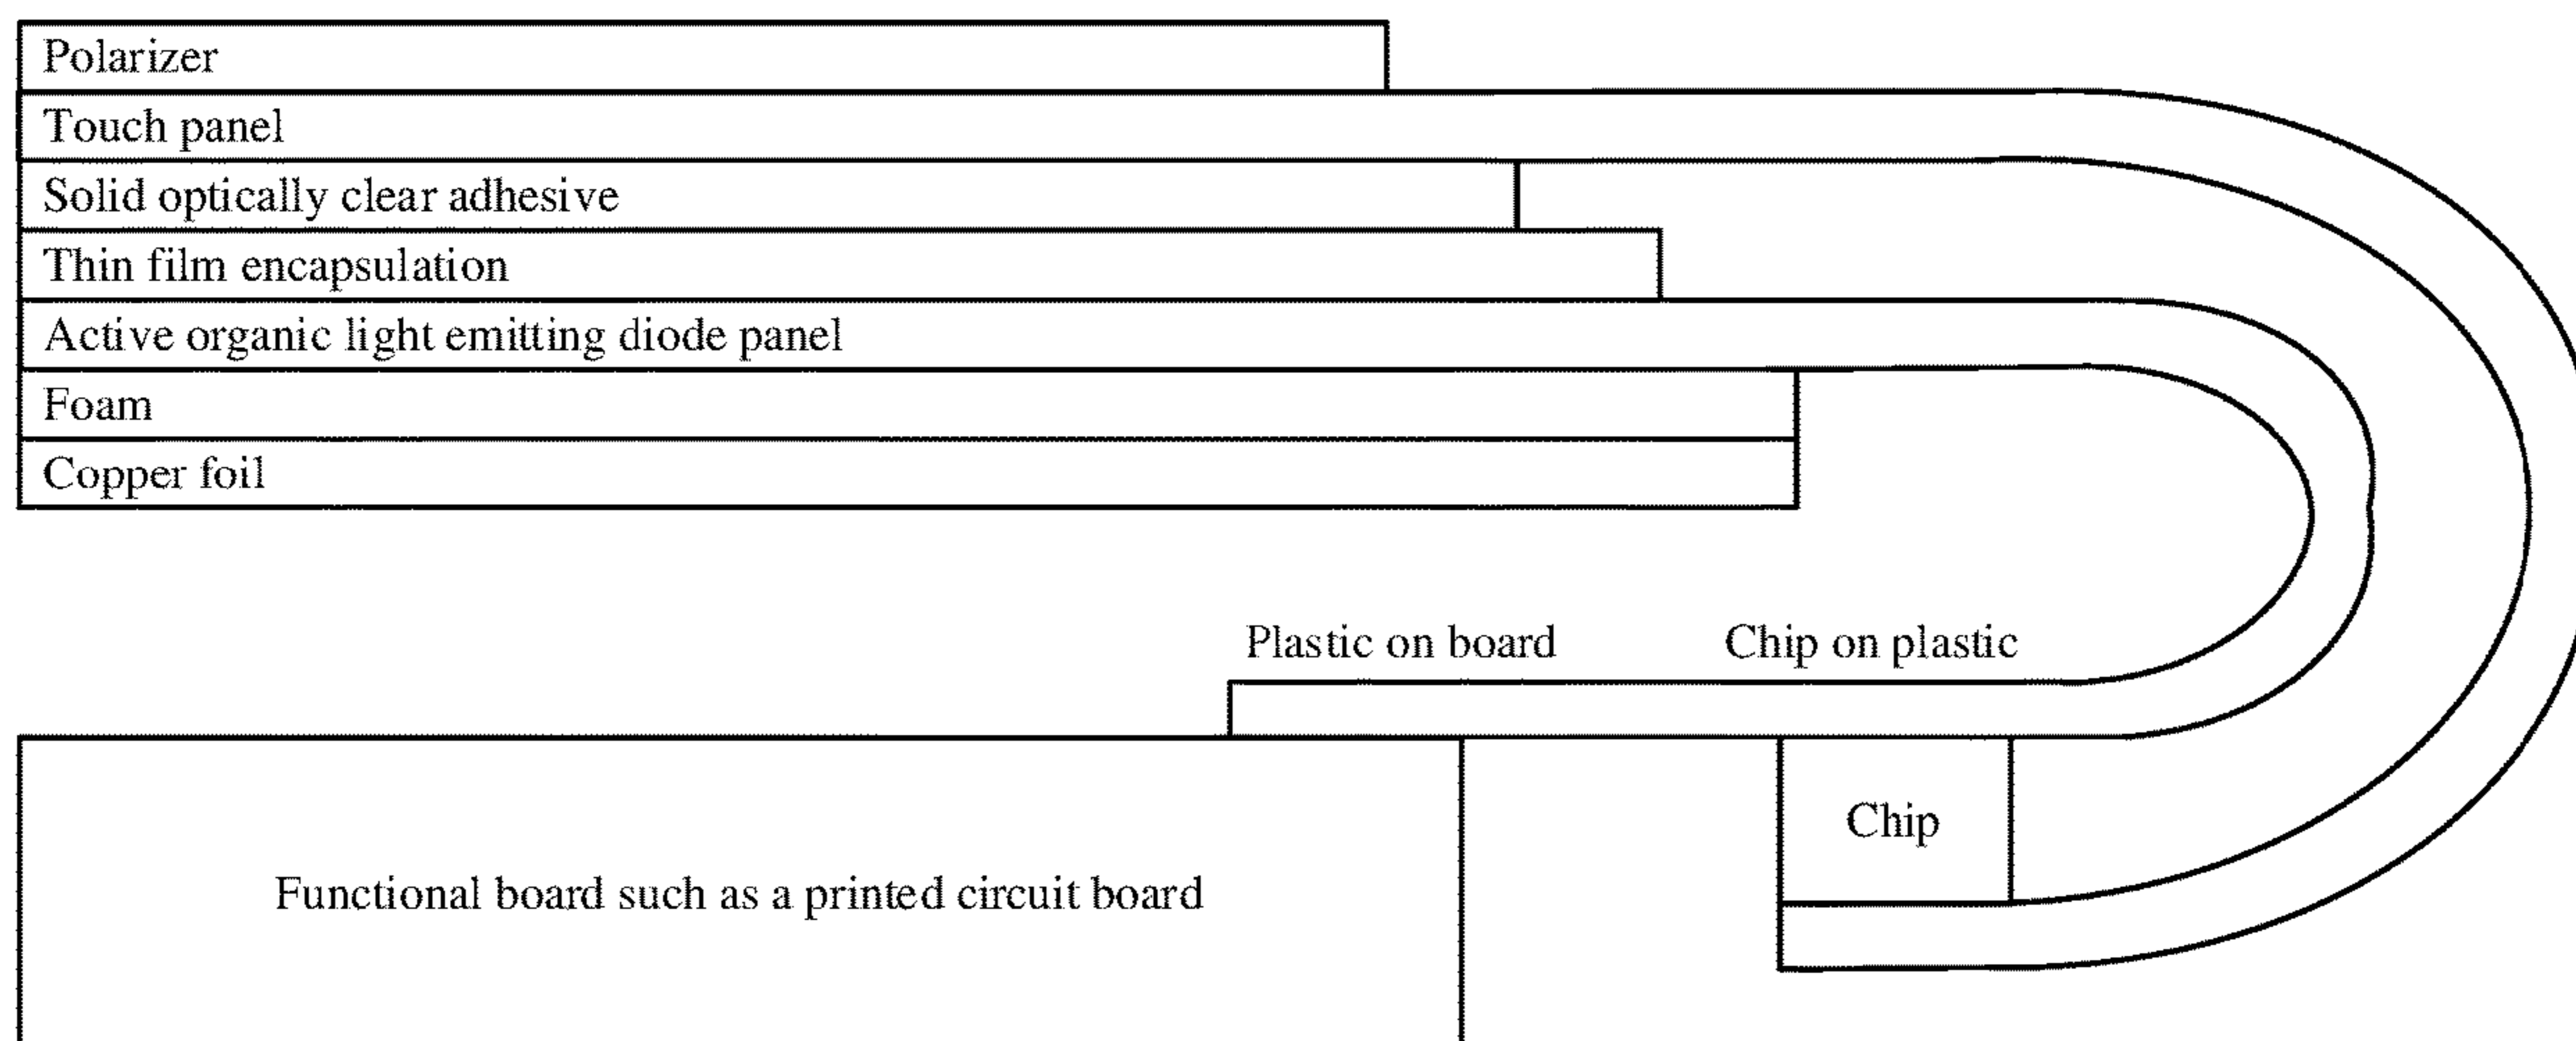 Polarizer
Touch panel
Solid optically clear adhesive
Thin film encapsulation
Active organic light emitting diode panel
Foam
Copper foil
Plastic on board
Chip on plastic
Chip
Functional board such as a printed circuit board